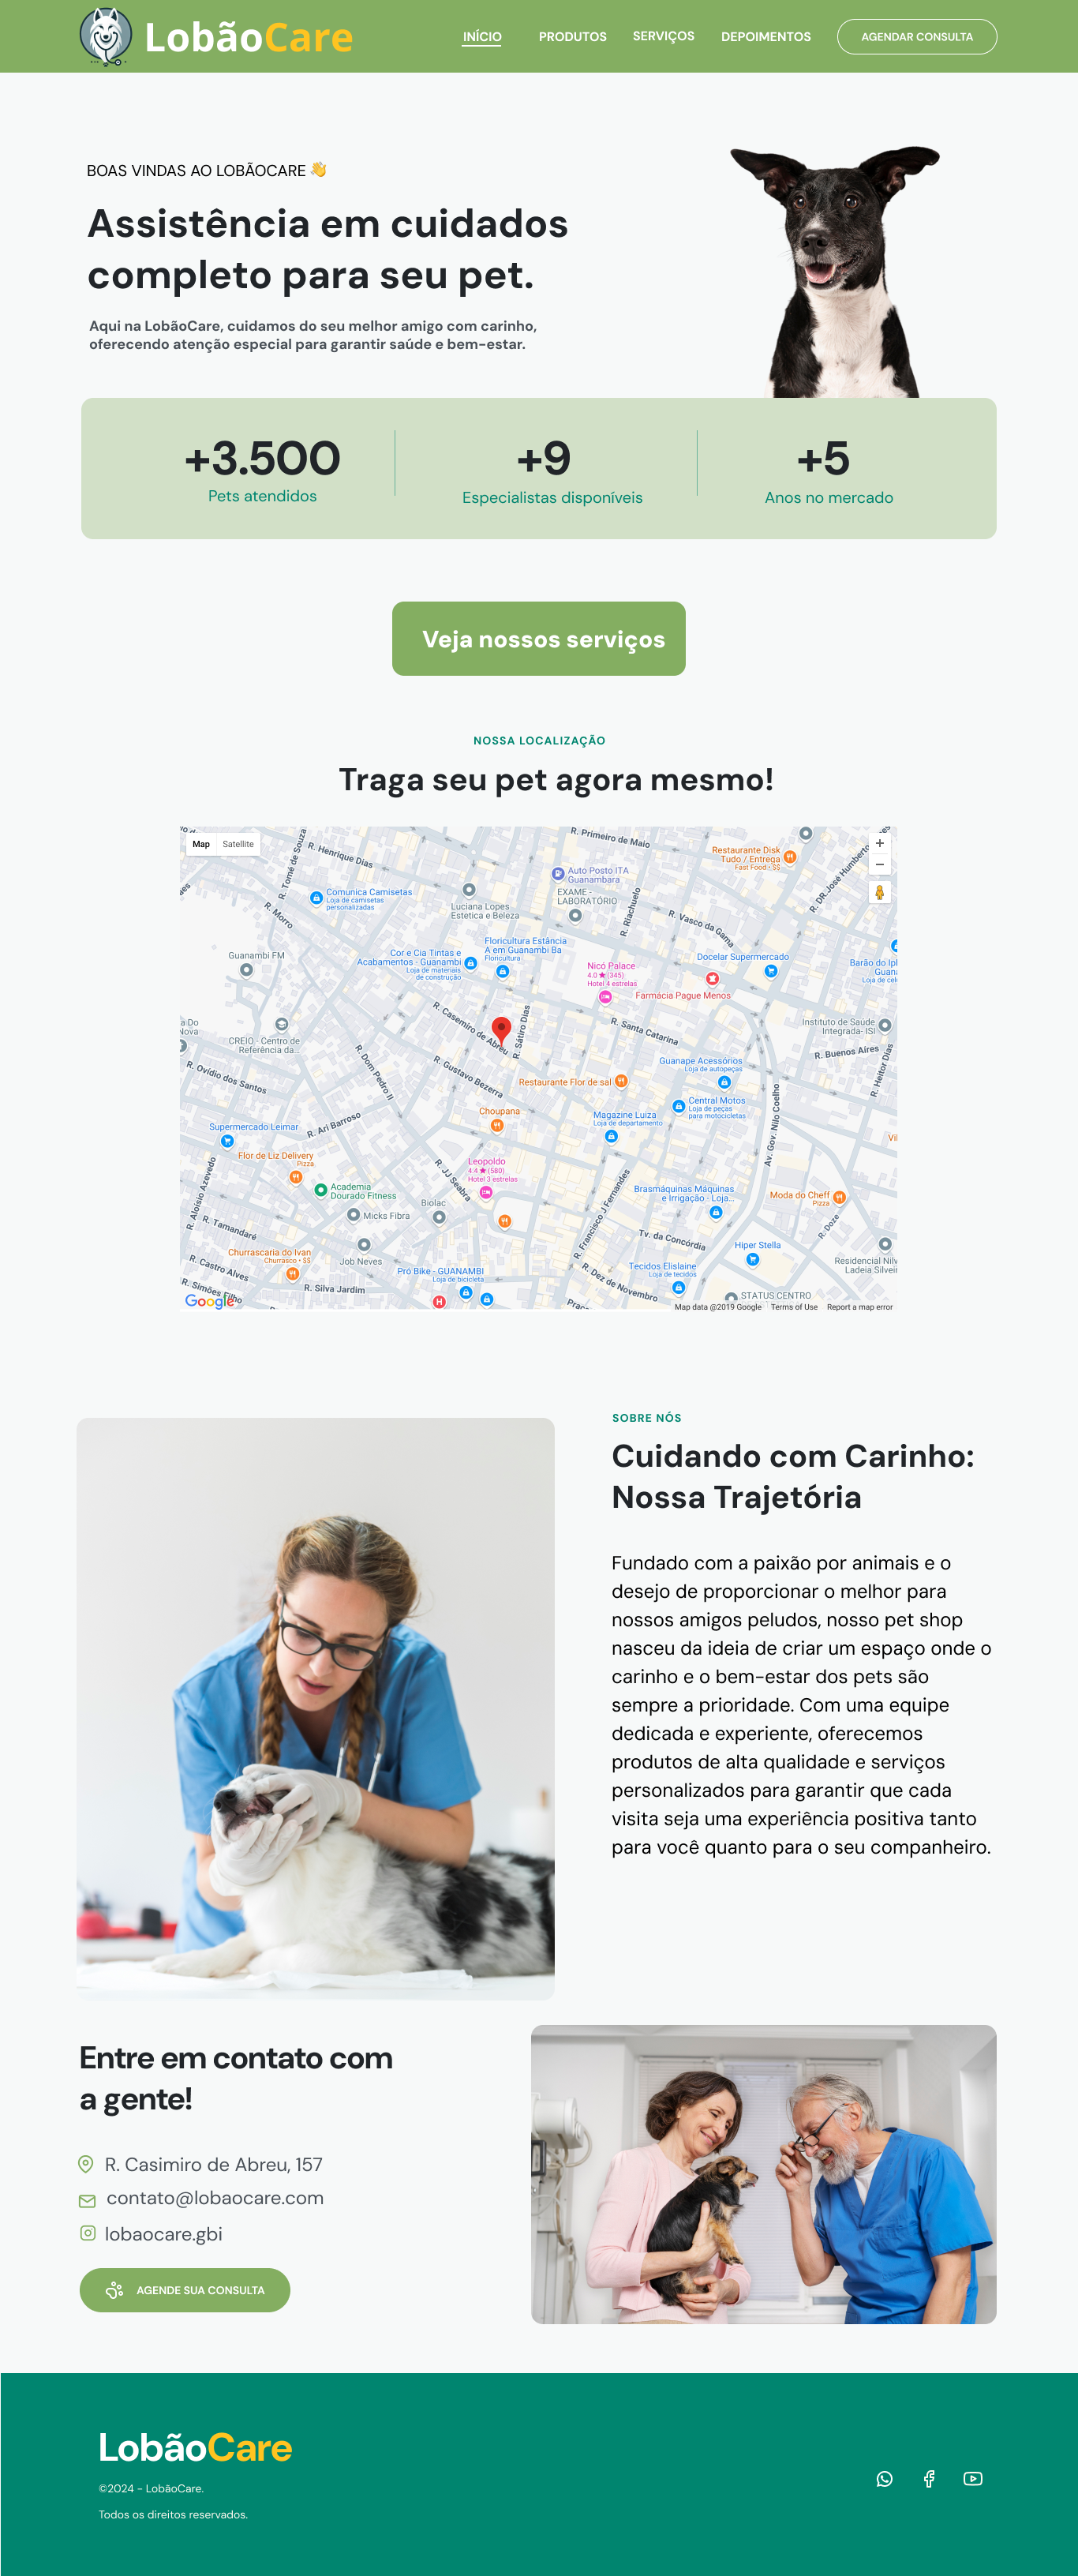 LobãoCare
INÍCIO
PRODUTOS
SERVIÇOS
DEPOIMENTOS
AGENDAR CONSULTA
BOAS VINDAS AO LOBÃOCARE 👋
Assistência em cuidados
completo para seu pet.
Aqui na LobãoCare, cuidamos do seu melhor amigo com carinho,
oferecendo atenção especial para garantir saúde e bem-estar.
+3.500
Pets atendidos
+9
Especialistas disponíveis
+5
Anos no mercado
Veja nossos serviços
NOSSA LOCALIZAÇÃO
Traga seu pet agora mesmo!
Map
Satellite
R. Tomé de Souza
R. Henrique Dias
R. Primeiro de Maio
Restaurante Disk
Tudo / Entrega
Fast Food • $$
R. DR. José Humberto
Auto Posto ITA
Guanambara
Comunica Camisetas
Loja de camisetas
personalizadas
EXAME -
LABORATÓRIO
Luciana Lopes
Estetica e Beleza
R. Riachuelo
R. Morro
R. Vasco da Gama
Floricultura Estância
A em Guanambi Ba
Floricultura
Guanambi FM
Cor e Cia Tintas e
Acabamentos - Guanambi
Loja de materiais
de construção
Docelar Supermercado
Nicó Palace
4.0 ★ (345)
Hotel 4 estrelas
Farmácia Pague Menos
R. Casemiro de Abreu
R. Sátiro Dias
R. Santa Catarina
Instituto de Saúde
Integrada- ISI
CREIO - Centro de
Referência da...
R. Buenos Aires
R. Heitor Dias
R. Ovídio dos Santos
R. Dom Pedro II
R. Gustavo Bezerra
Guanape Acessórios
Loja de autopeças
Restaurante Flor de sal
Central Motos
Loja de peças
para motocicletas
Choupana
Magazine Luiza
Loja de departamento
Av. Gov. Nilo Coelho
R. Ari Barroso
Supermercado Leimar
Flor de Liz Delivery
Pizza
Leopoldo
4.4 ★ (580)
Hotel 3 estrelas
R. JJ Seabra
R. Aloísio Azevedo
Academia
Dourado Fitness
Brasmáquinas Máquinas
e Irrigação - Loja...
Moda do Cheff
Pizza
Biolac
Micks Fibra
R. Francisco J Fernandes
R. Doze
R. Tamandaré
Tv. da Concórdia
Hiper Stella
Churrascaria do Ivan
Churrasco • $$
Job Neves
Tecidos Elislaine
Loja de tecidos
R. Castro Alves
Pró Bike - GUANAMBI
Loja de bicicleta
R. Dez de Novembro
R. Simões Filho
R. Silva Jardim
STATUS CENTRO
Google
Map data @2019 Google
Terms of Use
Report a map error
SOBRE NÓS
Cuidando com Carinho:
Nossa Trajetória
Fundado com a paixão por animais e o
desejo de proporcionar o melhor para
nossos amigos peludos, nosso pet shop
nasceu da ideia de criar um espaço onde o
carinho e o bem-estar dos pets são
sempre a prioridade. Com uma equipe
dedicada e experiente, oferecemos
produtos de alta qualidade e serviços
personalizados para garantir que cada
visita seja uma experiência positiva tanto
para você quanto para o seu companheiro.
Entre em contato com
a gente!
R. Casimiro de Abreu, 157
contato@lobaocare.com
lobaocare.gbi
AGENDE SUA CONSULTA
LobãoCare
©2024 - LobãoCare.
Todos os direitos reservados.